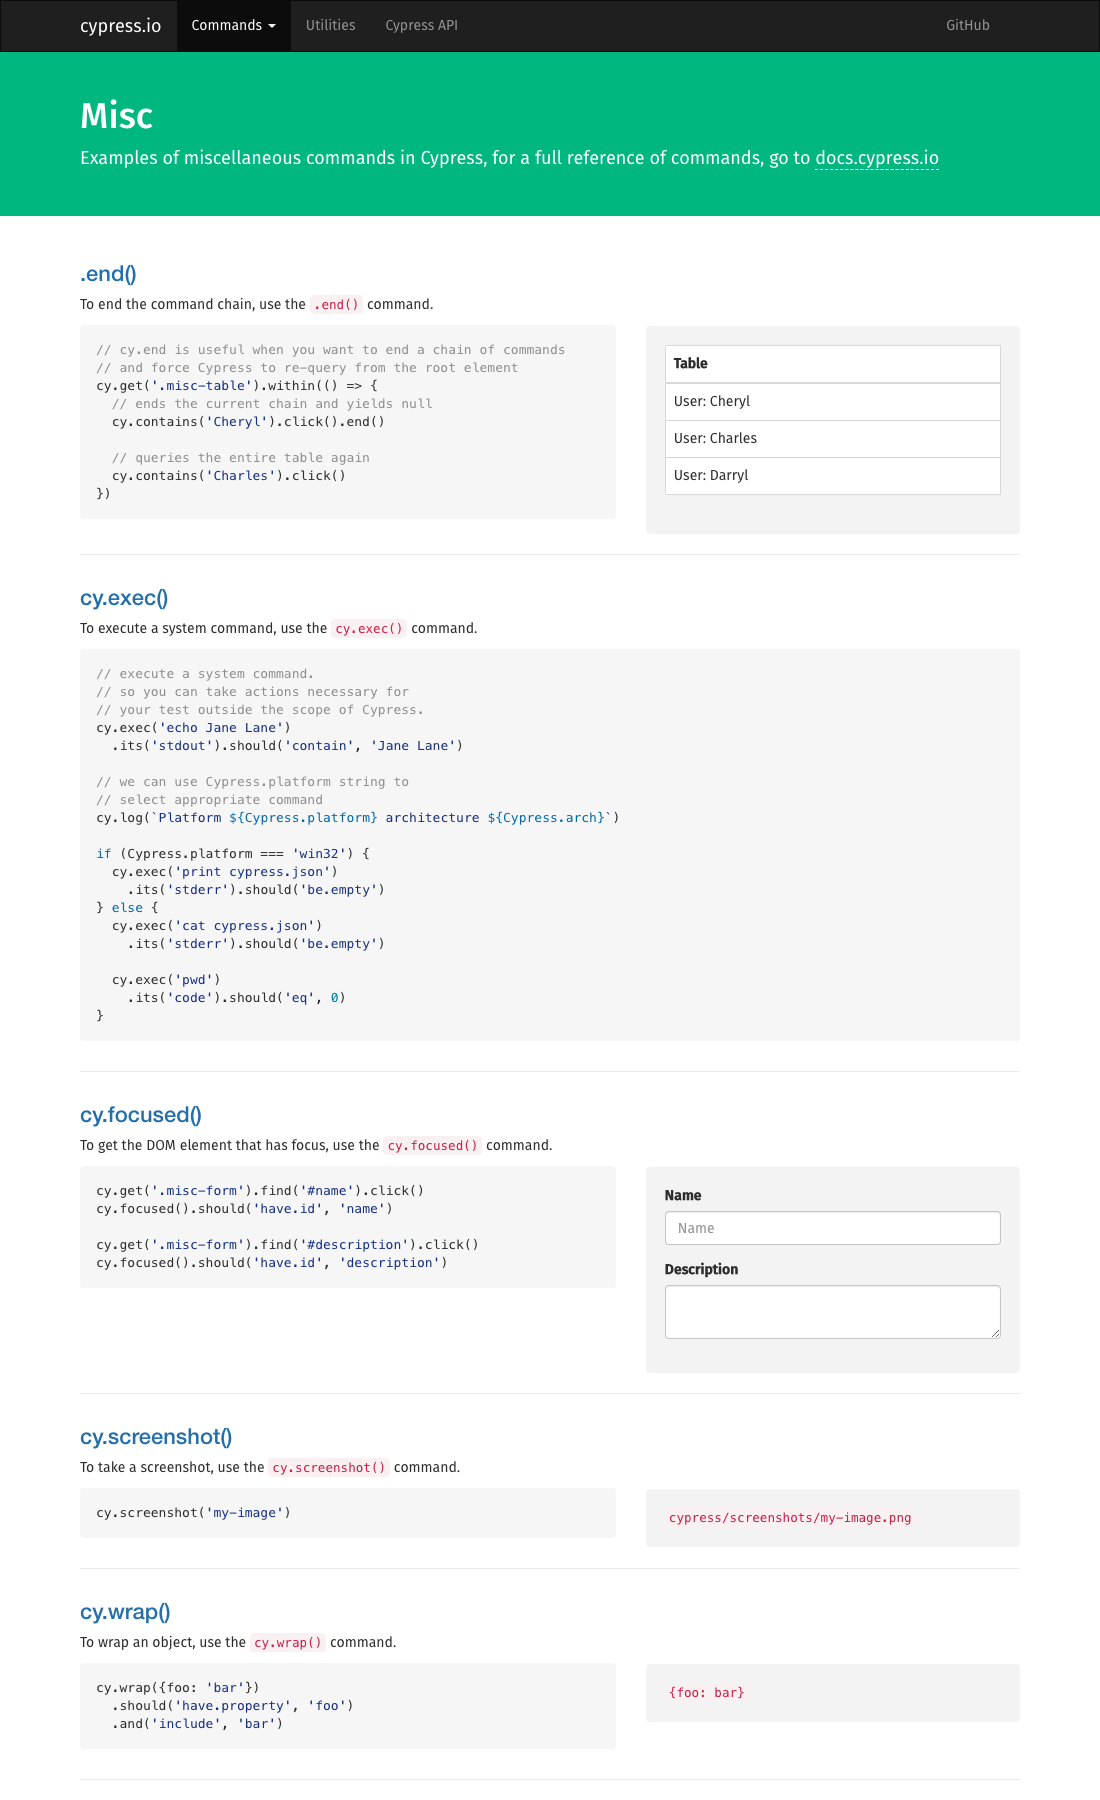 cypress.io Commands Utilities Cypress API GitHub
Misc
Examples of miscellaneous commands in Cypress, for a full reference of commands, go to docs.cypress.io
.end()
To end the command chain, use the .end() command.
// cy.end is useful when you want to end a chain of commands
// and force Cypress to re-query from the root element
cy.get('.misc-table').within(() => {
  // ends the current chain and yields null
  cy.contains('Cheryl').click().end()

  // queries the entire table again
  cy.contains('Charles').click()
})
Table
User: Cheryl
User: Charles
User: Darryl
cy.exec()
To execute a system command, use the cy.exec() command.
// execute a system command.
// so you can take actions necessary for
// your test outside the scope of Cypress.
cy.exec('echo Jane Lane')
  .its('stdout').should('contain', 'Jane Lane')

// we can use Cypress.platform string to
// select appropriate command
cy.log(`Platform ${Cypress.platform} architecture ${Cypress.arch}`)

if (Cypress.platform === 'win32') {
  cy.exec('print cypress.json')
    .its('stderr').should('be.empty')
} else {
  cy.exec('cat cypress.json')
    .its('stderr').should('be.empty')

  cy.exec('pwd')
    .its('code').should('eq', 0)
}
cy.focused()
To get the DOM element that has focus, use the cy.focused() command.
cy.get('.misc-form').find('#name').click()
cy.focused().should('have.id', 'name')

cy.get('.misc-form').find('#description').click()
cy.focused().should('have.id', 'description')
Name
Name
Description
cy.screenshot()
To take a screenshot, use the cy.screenshot() command.
cy.screenshot('my-image')
cypress/screenshots/my-image.png
cy.wrap()
To wrap an object, use the cy.wrap() command.
cy.wrap({foo: 'bar'})
  .should('have.property', 'foo')
  .and('include', 'bar')
{foo: bar}